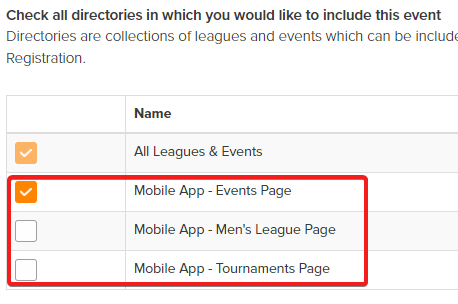 Check all directories in which you would like to include this event
Directories are collections of leagues and events which can be include
Registration.
Name
All Leagues & Events
Mobile App - Events Page
Mobile App - Men's League Page
Mobile App - Tournaments Page